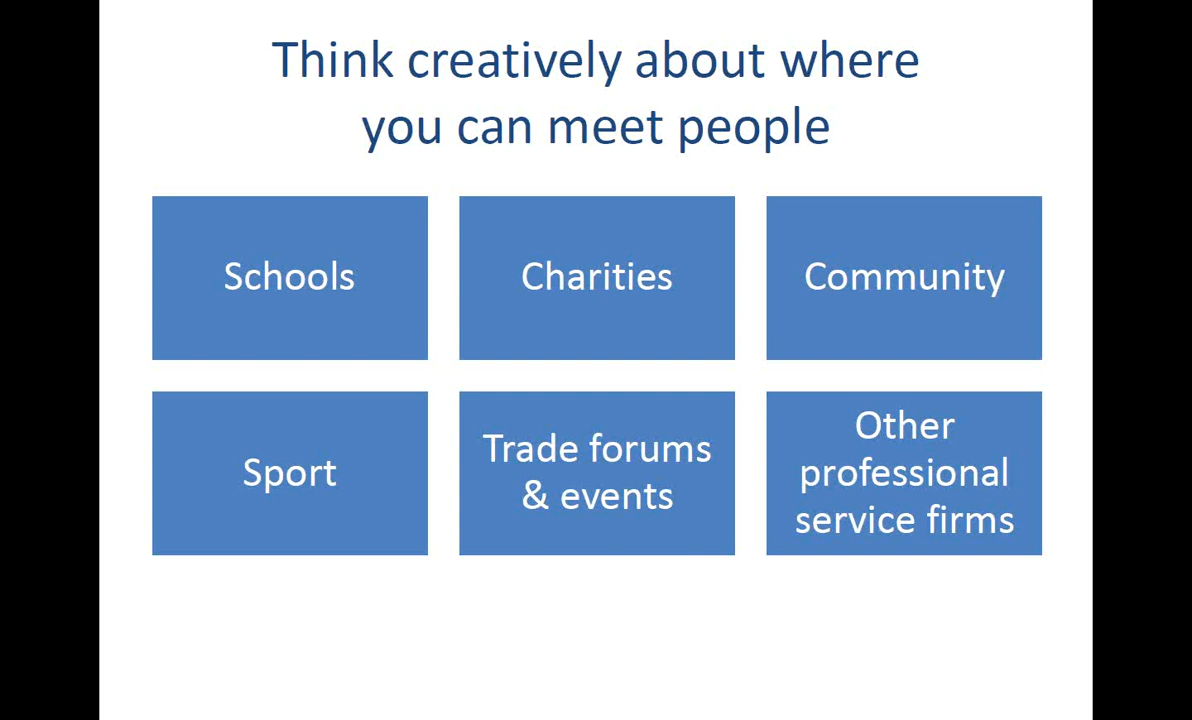 Think creatively about where
you can meet people
Schools
Charities
Community
Sport
Trade forums
& events
Other
professional
service firms